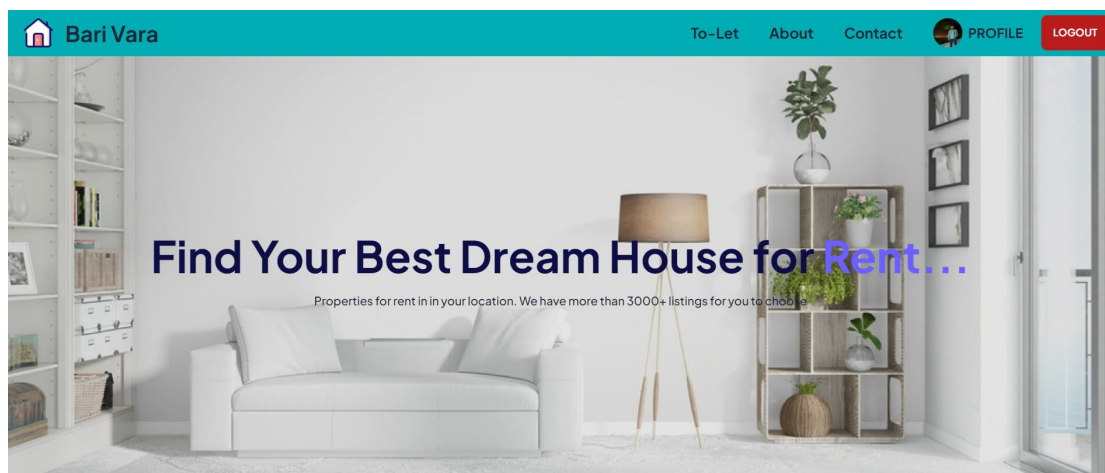 Bari Vara
To-Let About Contact PROFILE LOGOUT
Find Your Best Dream House for Rent...
Properties for rent in in your location. We have more than 3000+ listings for you to choose